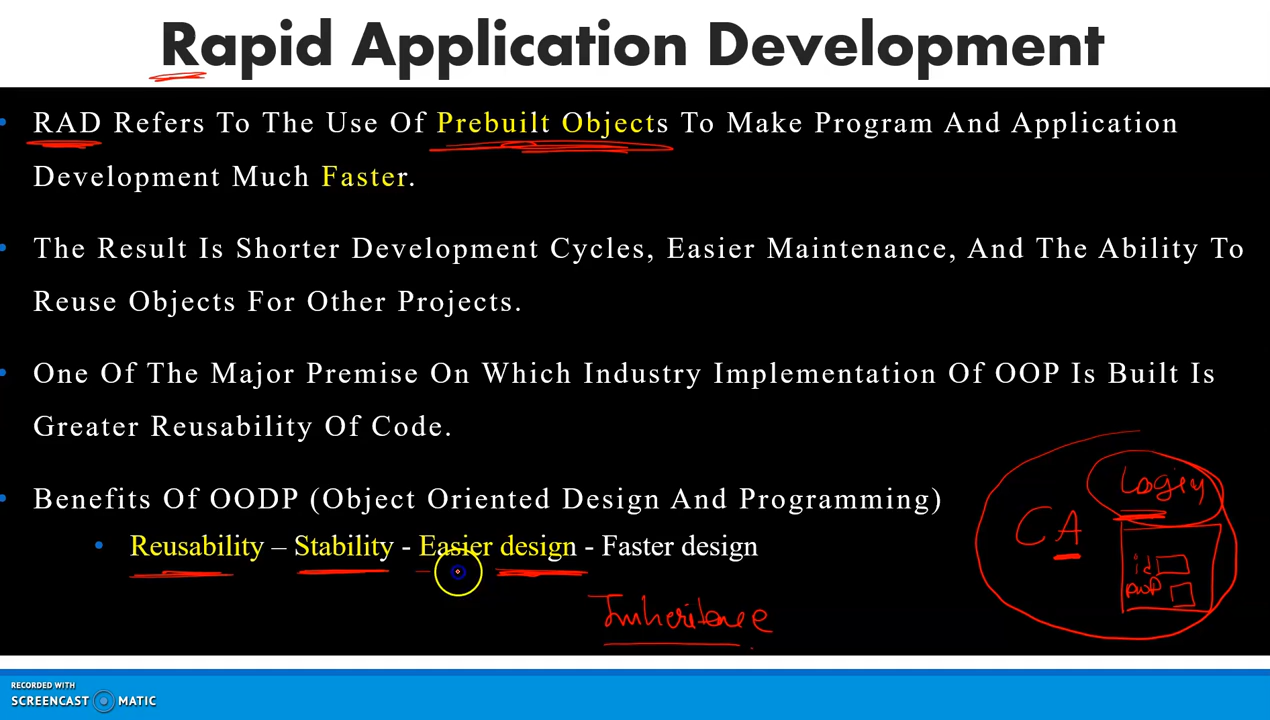 Rapid Application Development
• RAD Refers To The Use Of Prebuilt Objects To Make Program And Application
Development Much Faster.
• The Result Is Shorter Development Cycles, Easier Maintenance, And The Ability To
Reuse Objects For Other Projects.
• One Of The Major Premise On Which Industry Implementation Of OOP Is Built Is
Greater Reusability Of Code.
• Benefits Of OODP (Object Oriented Design And Programming)
• Reusability – Stability - Easier design - Faster design
Login
CA
id
Inheritance
RECORDED WITH
SCREENCAST MATIC